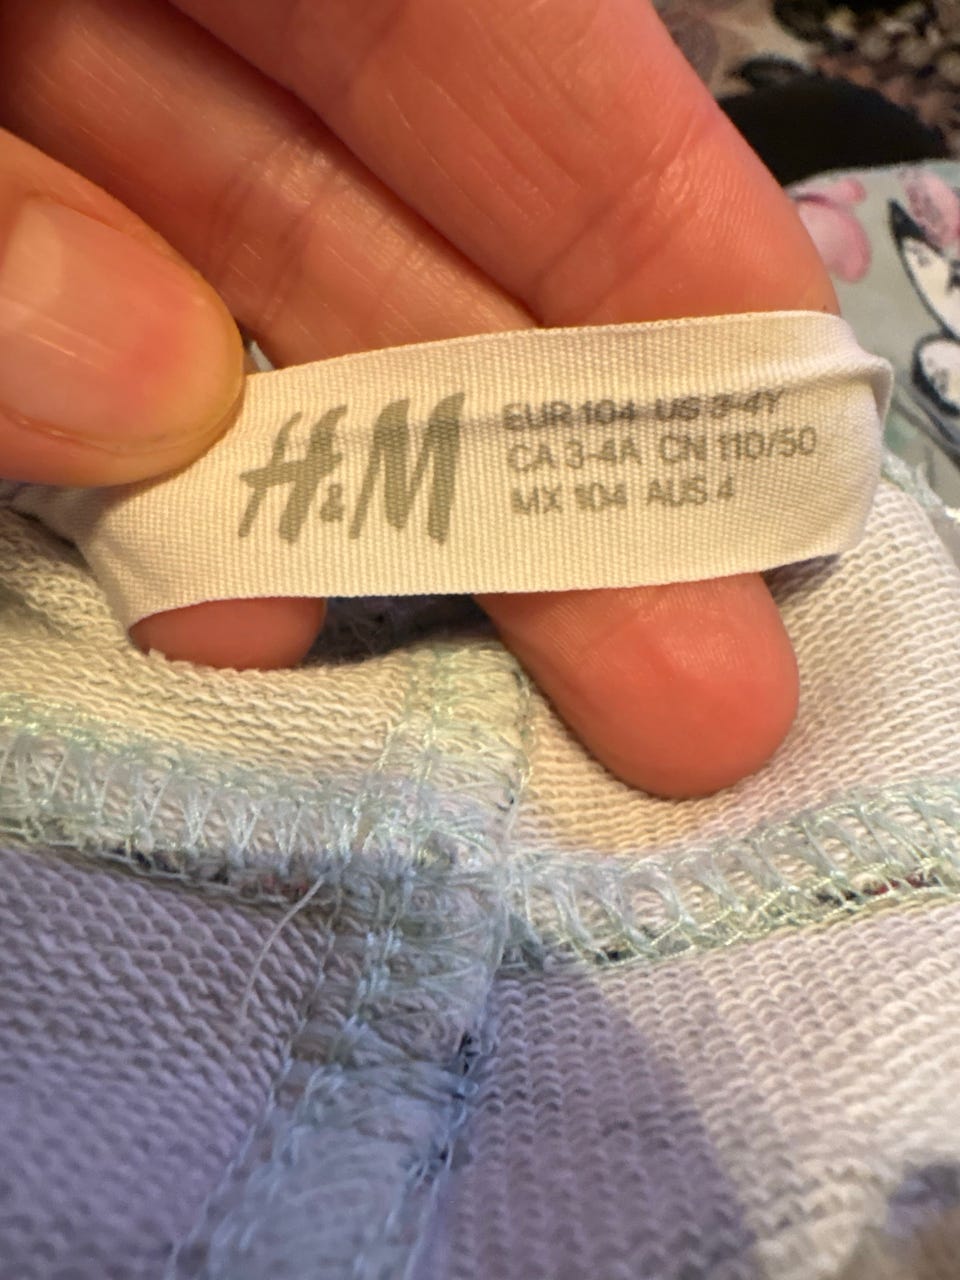 H&M
EUR 104 US 3-4Y
CA 3-4A CN 110/50
MX 104 AUS 4